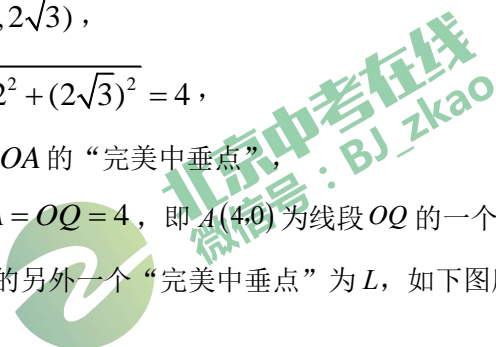 ,2√3)，
2² + (2√3)² = 4，
OA 的“完美中垂点”，
= OQ = 4，即 A(4,0)为线段 OQ 的一个
的另外一个“完美中垂点”为 L，如下图
北京中考在线
微信号：BJ_zkao